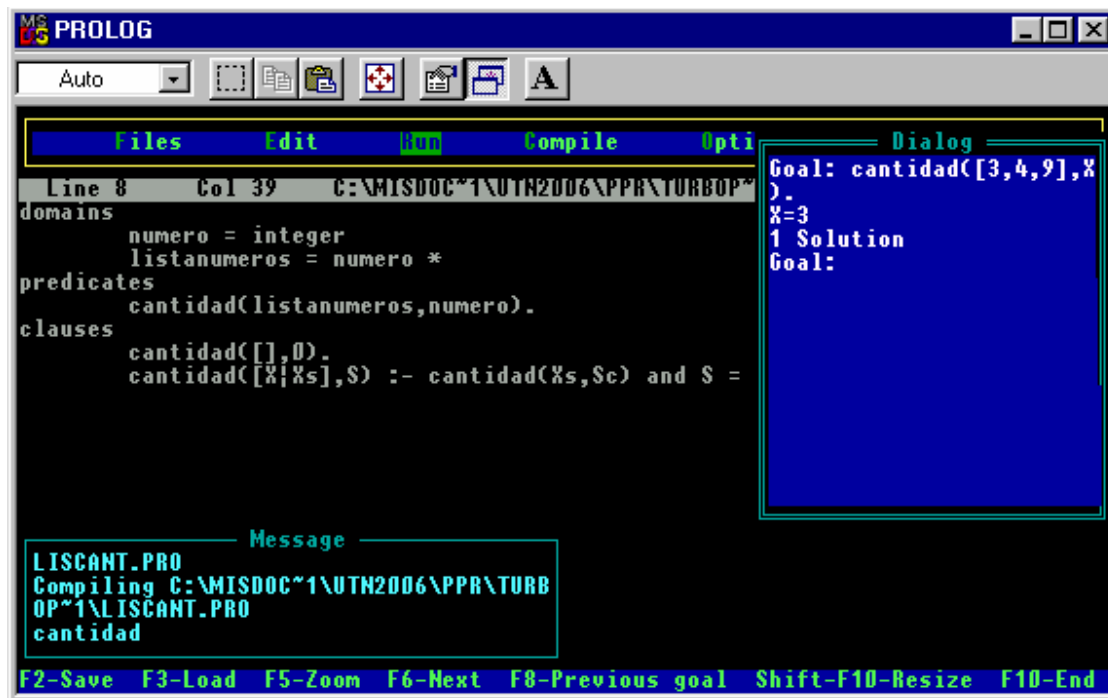 PROLOG
Auto
A
Files Edit Run Compile Opti
Line 8 Col 39 C:\MISDOC~1\UTN2006\PPR\TURBOP~
domains
numero = integer
listanumeros = numero *
predicates
cantidad(listanumeros,numero).
clauses
cantidad([],0).
cantidad([X|Xs],S) :- cantidad(Xs,Sc) and S =
Dialog
Goal: cantidad([3,4,9],X
).
X=3
1 Solution
Goal:
Message
LISCANT.PRO
Compiling C:\MISDOC~1\UTN2006\PPR\TURB
OP~1\LISCANT.PRO
cantidad
F2-Save F3-Load F5-Zoom F6-Next F8-Previous goal Shift-F10-Resize F10-End